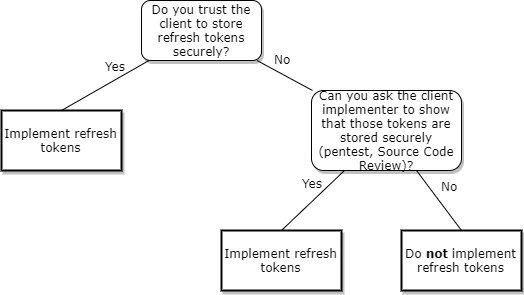 Do you trust the
client to store
refresh tokens
securely?
Yes
No
Implement refresh
tokens
Can you ask the client
implementer to show
that those tokens are
stored securely
(pentest, Source Code
Review)?
Yes
No
Implement refresh
tokens
Do not implement
refresh tokens